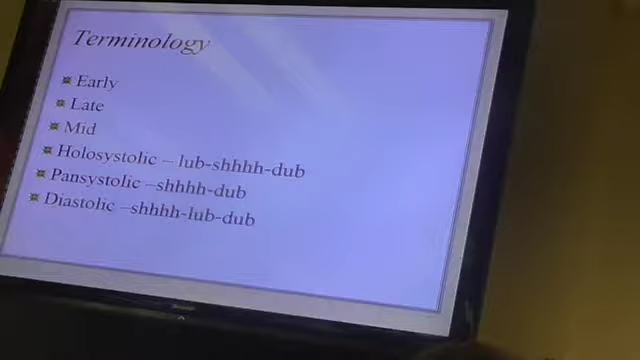 Terminology
Early
Late
Mid
Holosystolic – lub-shhhh-dub
Pansystolic –shhhh-dub
Diastolic –shhhh-lub-dub